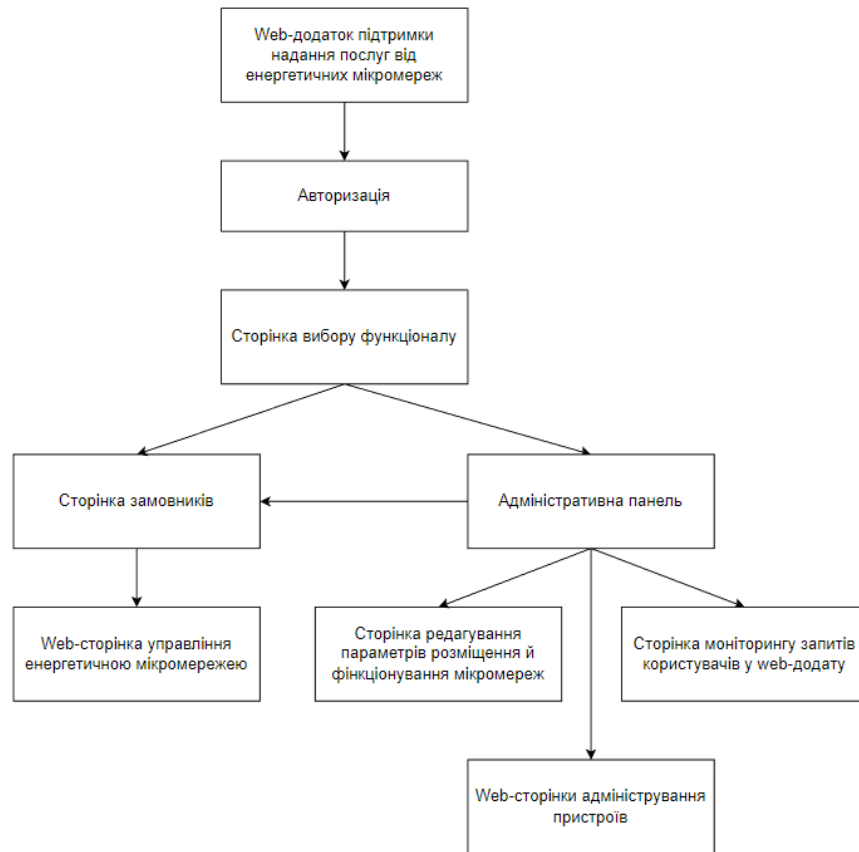 Web-додаток підтримки
надання послуг від
енергетичних мікромереж
Авторизація
Сторінка вибору функціоналу
Сторінка замовників
Адміністративна панель
Web-сторінка управління
енергетичною мікромережею
Сторінка редагування
параметрів розміщення й
фінкціонування мікромереж
Сторінка моніторингу запитів
користувачів у web-додату
Web-сторінки адміністрування
пристроїв